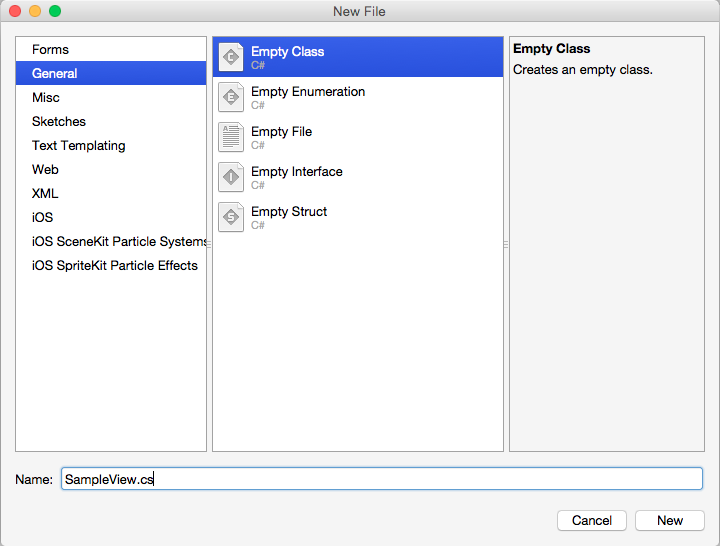 New File
Forms
General
Misc
Sketches
Text Templating
Web
XML
iOS
iOS SceneKit Particle Systems
iOS SpriteKit Particle Effects
C
Empty Class
C#
E
Empty Enumeration
C#
A
Empty File
C#
I
Empty Interface
C#
S
Empty Struct
C#
Empty Class
Creates an empty class.
Name: SampleView.cs
Cancel New